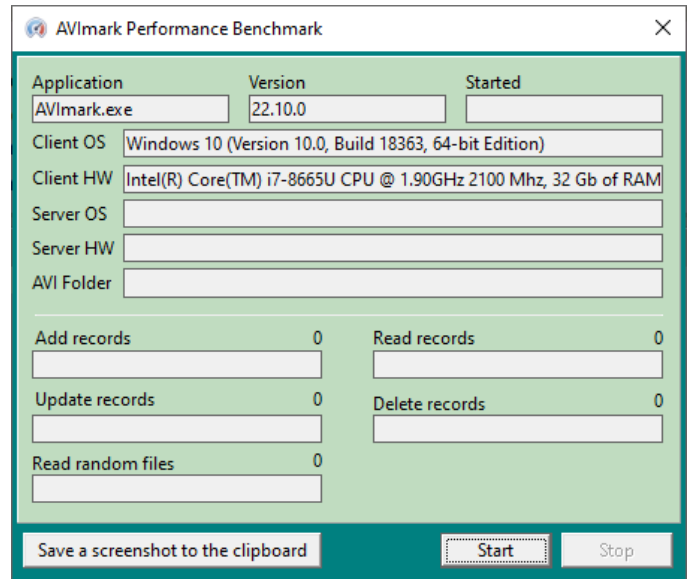 AVImark Performance Benchmark
Application Version Started
AVImark.exe 22.10.0
Client OS Windows 10 (Version 10.0, Build 18363, 64-bit Edition)
Client HW Intel(R) Core(TM) i7-8665U CPU @ 1.90GHz 2100 Mhz, 32 Gb of RAM
Server OS
Server HW
AVI Folder
Add records 0 Read records 0
Update records 0 Delete records 0
Read random files 0
Save a screenshot to the clipboard Start Stop